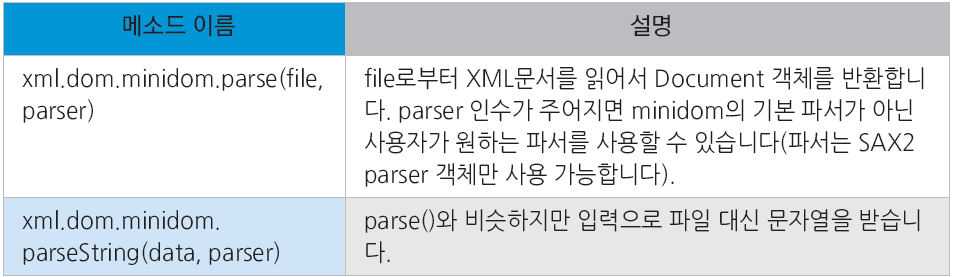 메소드 이름
설명
xml.dom.minidom.parse(file,
parser)
file로부터 XML문서를 읽어서 Document 객체를 반환합니
다. parser 인수가 주어지면 minidom의 기본 파서가 아닌
사용자가 원하는 파서를 사용할 수 있습니다(파서는 SAX2
parser 객체만 사용 가능합니다).
xml.dom.minidom.
parseString(data, parser)
parse()와 비슷하지만 입력으로 파일 대신 문자열을 받습니
다.